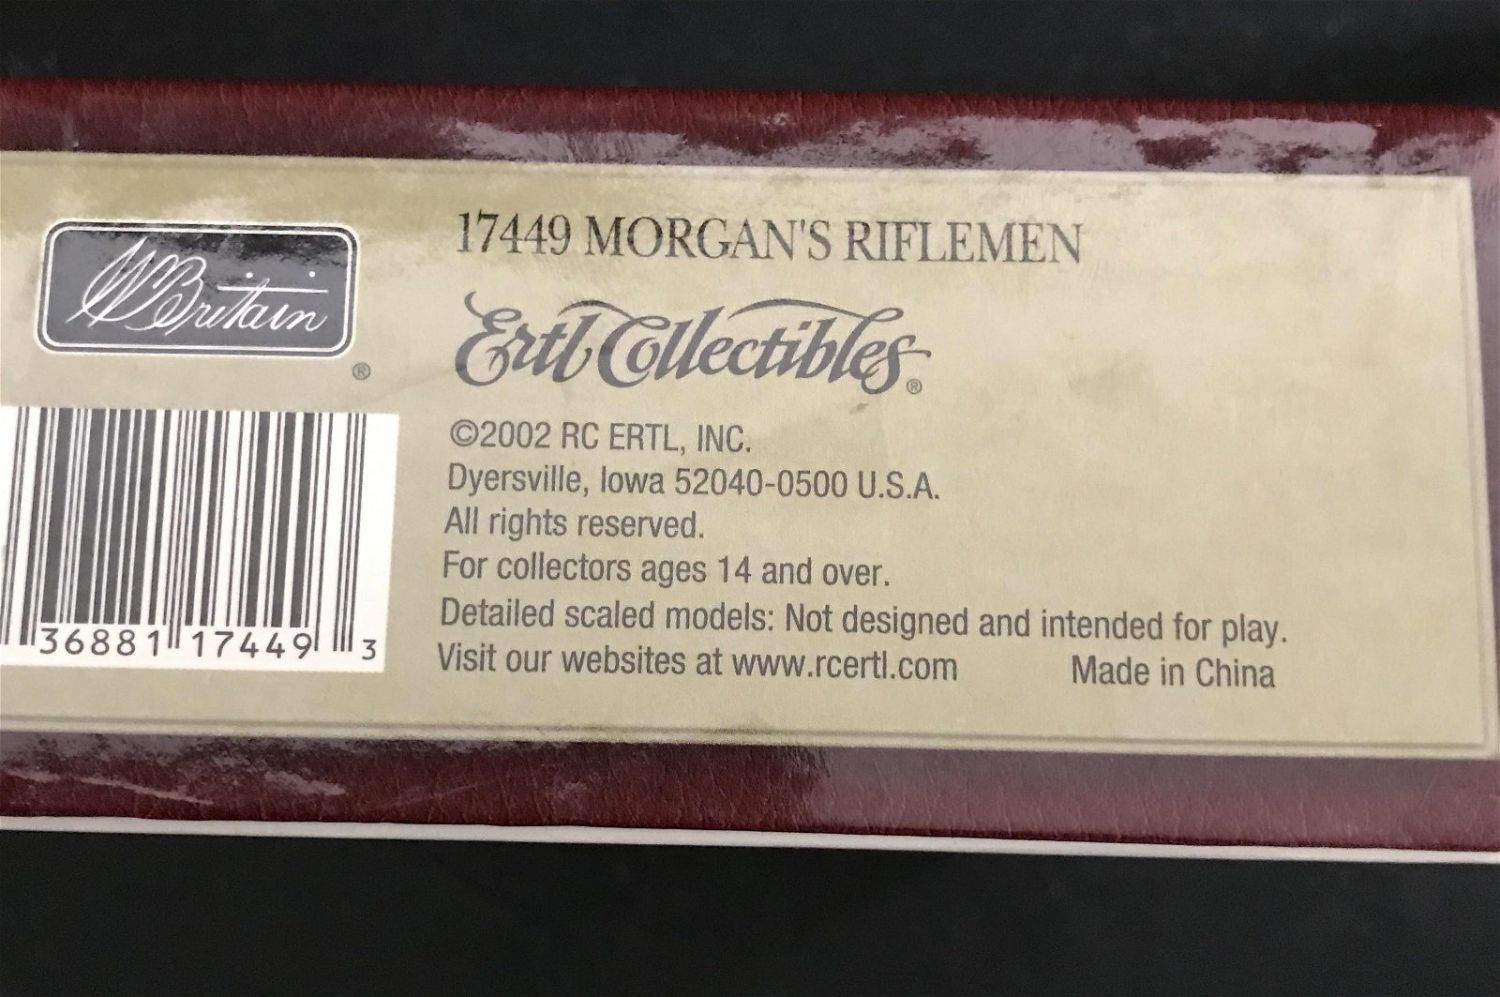 17449 MORGAN'S RIFLEMEN
W Britain
®
Ertl Collectibles®
©2002 RC ERTL, INC.
Dyersville, Iowa 52040-0500 U.S.A.
All rights reserved.
For collectors ages 14 and over.
Detailed scaled models: Not designed and intended for play.
Visit our websites at www.rcertl.com Made in China
36881 17449 3